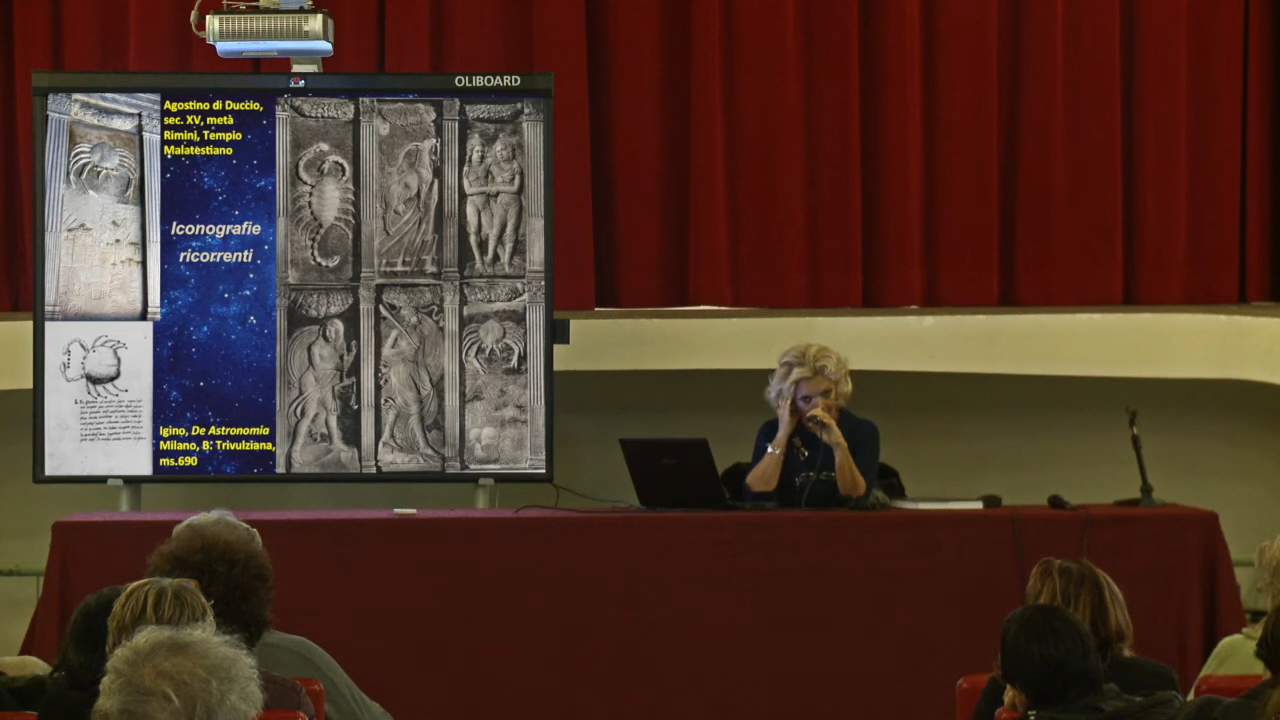 OLIBOARD
Agostino di Duccio,
sec. XV, metà
Rimini, Tempio
Malatestiano
Iconografie
ricorrenti
Igino, De Astronomia
Milano, B. Trivulziana,
ms.690